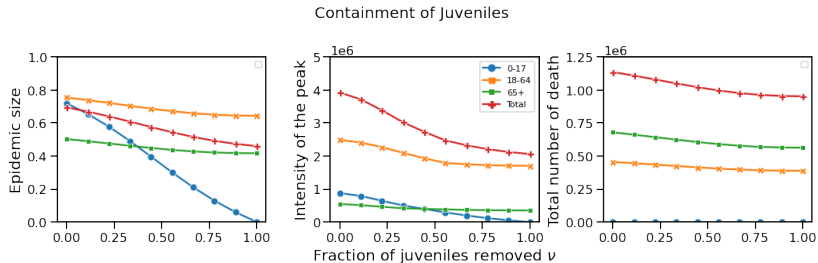 Containment of Juveniles
Epidemic size
1.0
0.8
0.6
0.4
0.2
0.0
0.00 0.25 0.50 0.75 1.00
1e6
Intensity of the peak
5
4
3
2
1
0
0-17
18-64
65+
Total
0.00 0.25 0.50 0.75 1.00
Fraction of juveniles removed ν
1e6
Total number of death
1.25
1.00
0.75
0.50
0.25
0.00
0.00 0.25 0.50 0.75 1.00